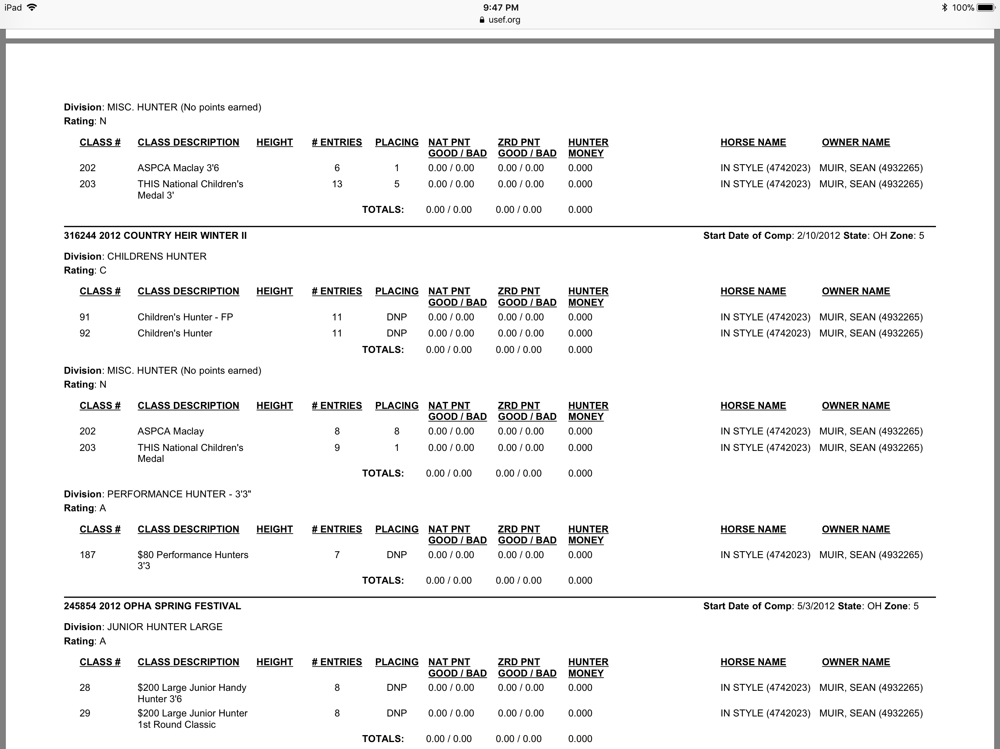 iPad 9:47 PM 100%
usef.org
Division: MISC. HUNTER (No points earned)
Rating: N
CLASS # CLASS DESCRIPTION HEIGHT # ENTRIES PLACING NAT PNT ZRD PNT HUNTER HORSE NAME OWNER NAME
GOOD / BAD GOOD / BAD MONEY
202 ASPCA Maclay 3'6 6 1 0.00 / 0.00 0.00 / 0.00 0.000 IN STYLE (4742023) MUIR, SEAN (4932265)
203 THIS National Children's 13 5 0.00 / 0.00 0.00 / 0.00 0.000 IN STYLE (4742023) MUIR, SEAN (4932265)
Medal 3'
TOTALS: 0.00 / 0.00 0.00 / 0.00 0.000
316244 2012 COUNTRY HEIR WINTER II Start Date of Comp: 2/10/2012 State: OH Zone: 5
Division: CHILDRENS HUNTER
Rating: C
CLASS # CLASS DESCRIPTION HEIGHT # ENTRIES PLACING NAT PNT ZRD PNT HUNTER HORSE NAME OWNER NAME
GOOD / BAD GOOD / BAD MONEY
91 Children's Hunter - FP 11 DNP 0.00 / 0.00 0.00 / 0.00 0.000 IN STYLE (4742023) MUIR, SEAN (4932265)
92 Children's Hunter 11 DNP 0.00 / 0.00 0.00 / 0.00 0.000 IN STYLE (4742023) MUIR, SEAN (4932265)
TOTALS: 0.00 / 0.00 0.00 / 0.00 0.000
Division: MISC. HUNTER (No points earned)
Rating: N
CLASS # CLASS DESCRIPTION HEIGHT # ENTRIES PLACING NAT PNT ZRD PNT HUNTER HORSE NAME OWNER NAME
GOOD / BAD GOOD / BAD MONEY
202 ASPCA Maclay 8 8 0.00 / 0.00 0.00 / 0.00 0.000 IN STYLE (4742023) MUIR, SEAN (4932265)
203 THIS National Children's 9 1 0.00 / 0.00 0.00 / 0.00 0.000 IN STYLE (4742023) MUIR, SEAN (4932265)
Medal
TOTALS: 0.00 / 0.00 0.00 / 0.00 0.000
Division: PERFORMANCE HUNTER - 3'3"
Rating: A
CLASS # CLASS DESCRIPTION HEIGHT # ENTRIES PLACING NAT PNT ZRD PNT HUNTER HORSE NAME OWNER NAME
GOOD / BAD GOOD / BAD MONEY
187 $80 Performance Hunters 7 DNP 0.00 / 0.00 0.00 / 0.00 0.000 IN STYLE (4742023) MUIR, SEAN (4932265)
3'3
TOTALS: 0.00 / 0.00 0.00 / 0.00 0.000
245854 2012 OPHA SPRING FESTIVAL Start Date of Comp: 5/3/2012 State: OH Zone: 5
Division: JUNIOR HUNTER LARGE
Rating: A
CLASS # CLASS DESCRIPTION HEIGHT # ENTRIES PLACING NAT PNT ZRD PNT HUNTER HORSE NAME OWNER NAME
GOOD / BAD GOOD / BAD MONEY
28 $200 Large Junior Handy 8 DNP 0.00 / 0.00 0.00 / 0.00 0.000 IN STYLE (4742023) MUIR, SEAN (4932265)
Hunter 3'6
29 $200 Large Junior Hunter 8 DNP 0.00 / 0.00 0.00 / 0.00 0.000 IN STYLE (4742023) MUIR, SEAN (4932265)
1st Round Classic
TOTALS: 0.00 / 0.00 0.00 / 0.00 0.000